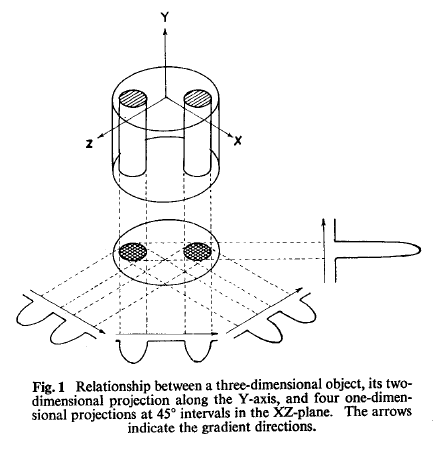 Y
Z
X
Fig. 1 Relationship between a three-dimensional object, its two-
dimensional projection along the Y-axis, and four one-dimen-
sional projections at 45° intervals in the XZ-plane. The arrows
indicate the gradient directions.